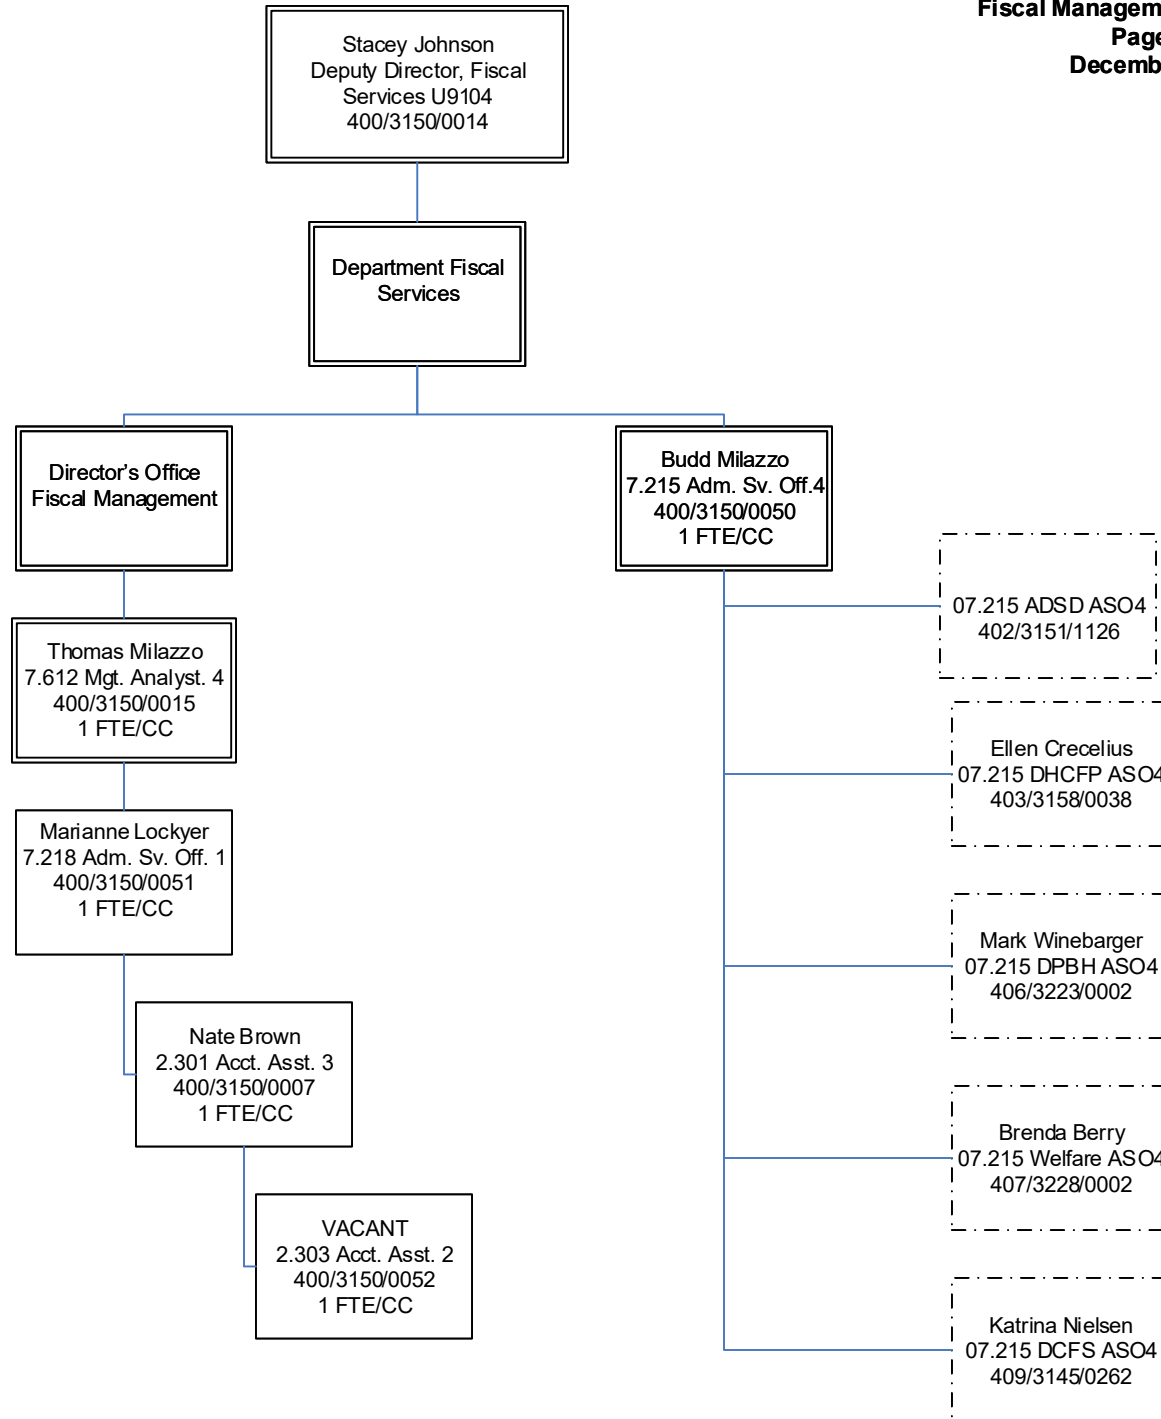 Fiscal Managem
Page
Decemb
Stacey Johnson
Deputy Director, Fiscal
Services U9104
400/3150/0014
Department Fiscal
Services
Director's Office
Fiscal Management
Budd Milazzo
7.215 Adm. Sv. Off.4
400/3150/0050
1 FTE/CC
07.215 ADSD ASO4
402/3151/1126
Thomas Milazzo
7.612 Mgt. Analyst. 4
400/3150/0015
1 FTE/CC
Ellen Crecelius
07.215 DHCFP ASO4
403/3158/0038
Marianne Lockyer
7.218 Adm. Sv. Off. 1
400/3150/0051
1 FTE/CC
Mark Winebarger
07.215 DPBH ASO4
406/3223/0002
Nate Brown
2.301 Acct. Asst. 3
400/3150/0007
1 FTE/CC
Brenda Berry
07.215 Welfare ASO4
407/3228/0002
VACANT
2.303 Acct. Asst. 2
400/3150/0052
1 FTE/CC
Katrina Nielsen
07.215 DCFS ASO4
409/3145/0262